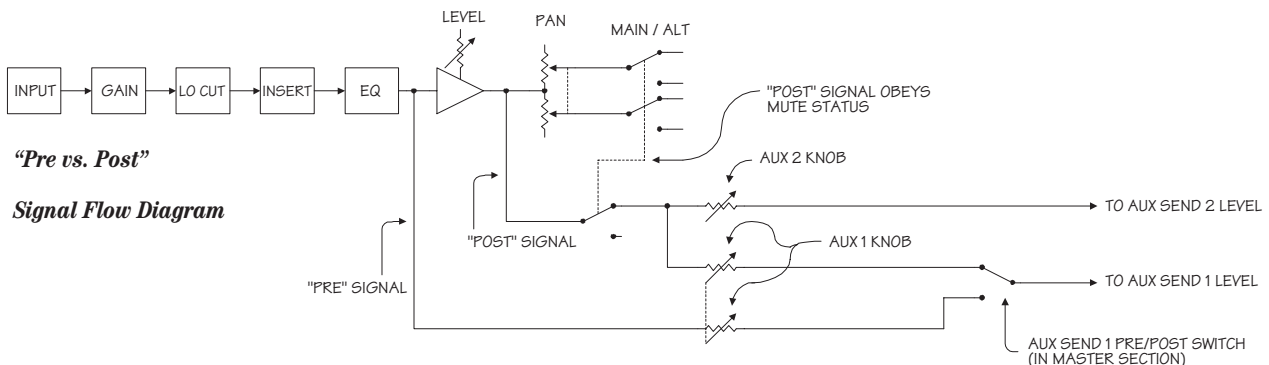 LEVEL
PAN
MAIN / ALT
INPUT
GAIN
LO CUT
INSERT
EQ
"POST" SIGNAL OBEYS
MUTE STATUS
“Pre vs. Post”
Signal Flow Diagram
AUX 2 KNOB
TO AUX SEND 2 LEVEL
"POST" SIGNAL
AUX 1 KNOB
"PRE" SIGNAL
TO AUX SEND 1 LEVEL
AUX SEND 1 PRE/POST SWITCH
(IN MASTER SECTION)